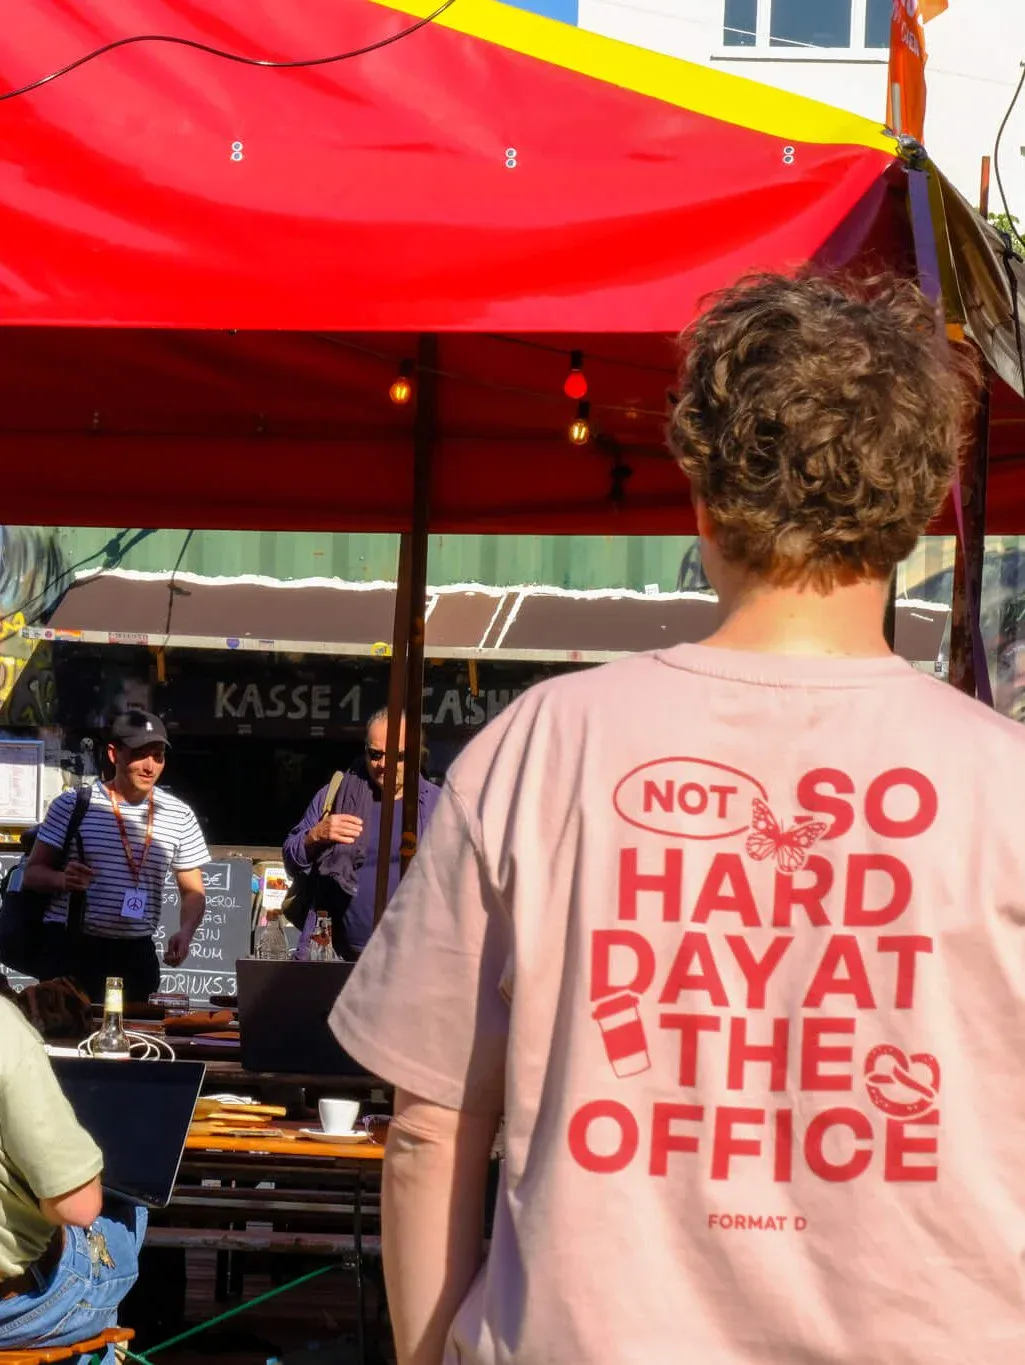 KASSE 1
CASH
NOT SO
HARD
DAY AT
THE
OFFICE
FORMAT D
GIN
RUM
DRINKS 3